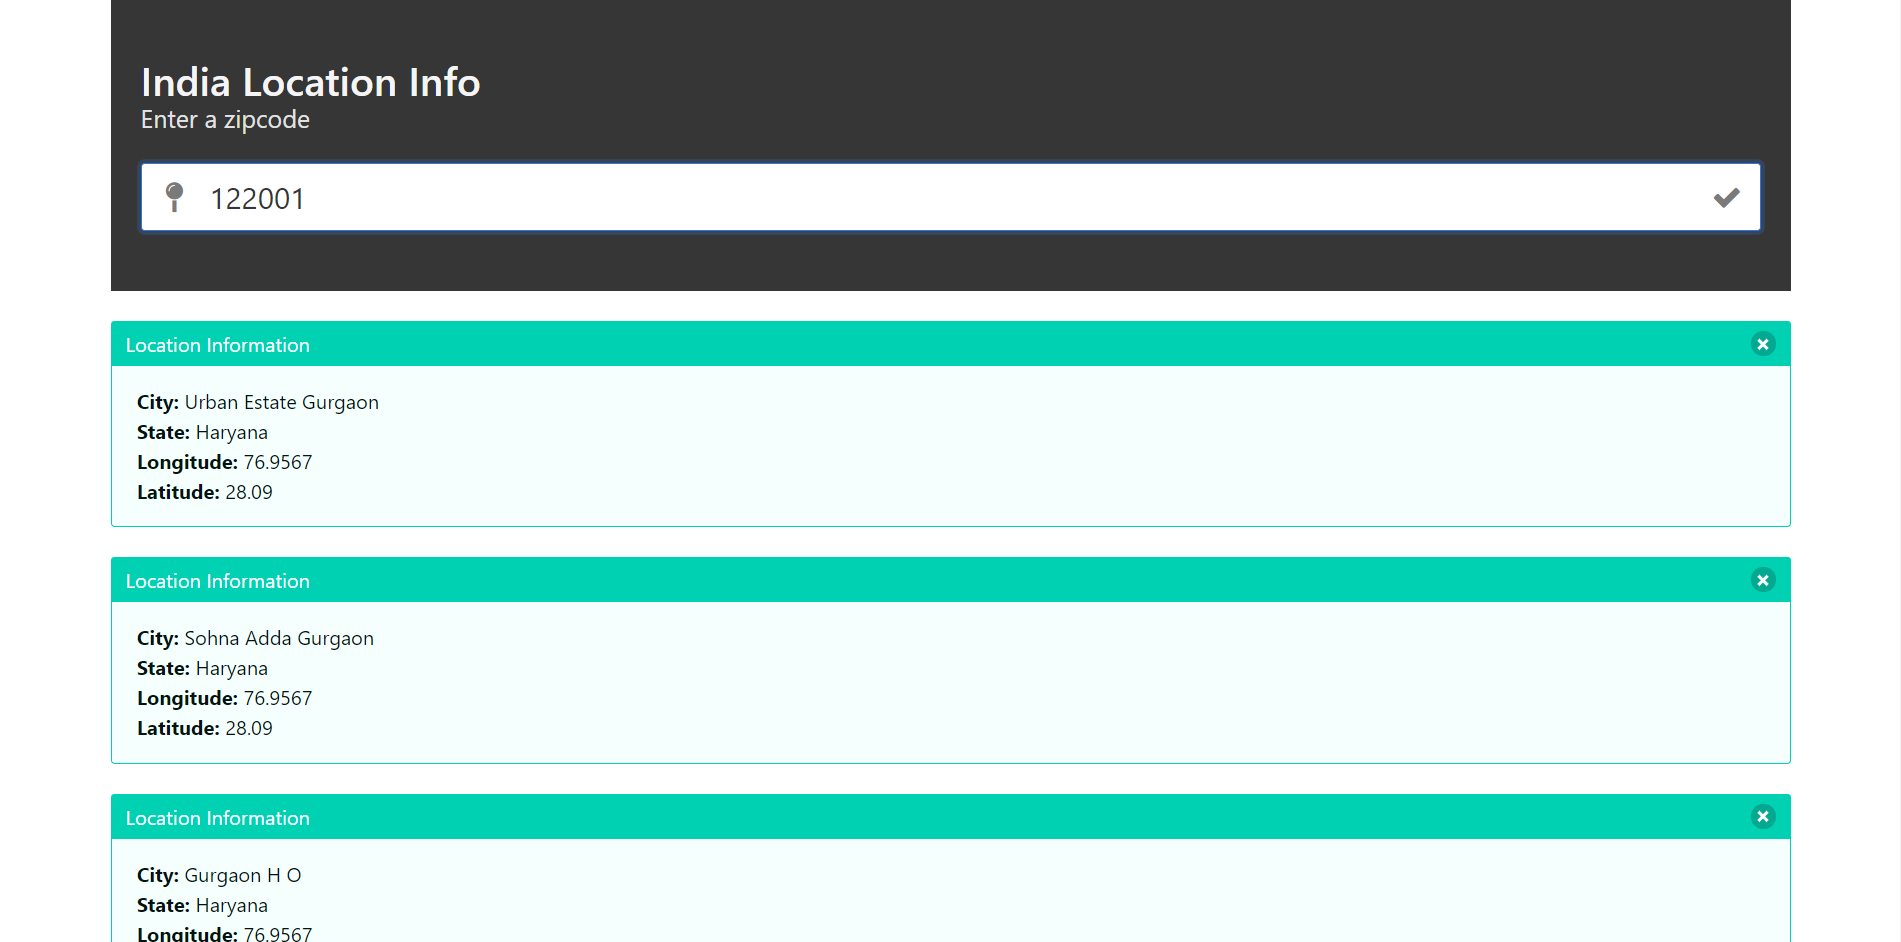 India Location Info
Enter a zipcode
122001
Location Information
City: Urban Estate Gurgaon
State: Haryana
Longitude: 76.9567
Latitude: 28.09
Location Information
City: Sohna Adda Gurgaon
State: Haryana
Longitude: 76.9567
Latitude: 28.09
Location Information
City: Gurgaon H O
State: Haryana
Longitude: 76.9567